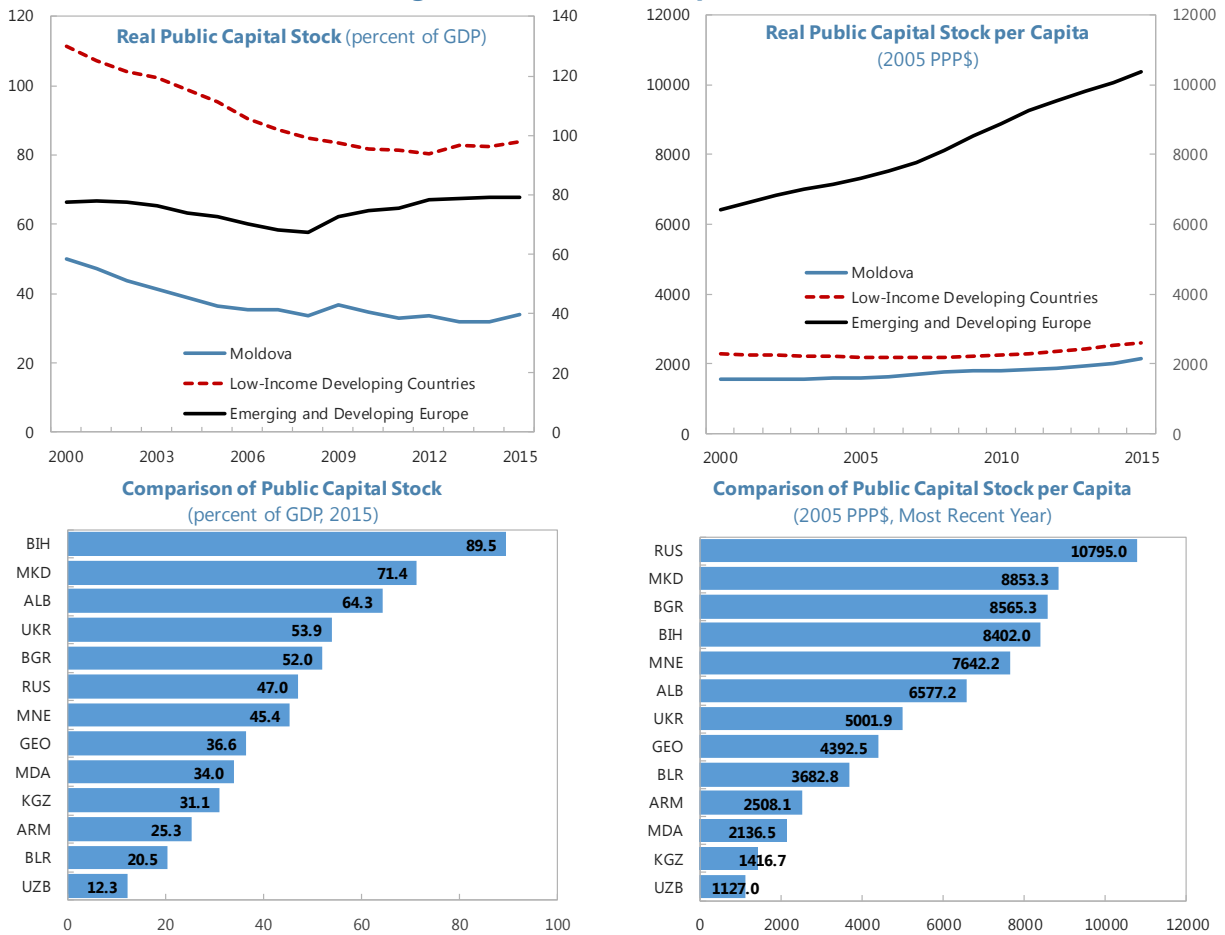 Real Public Capital Stock (percent of GDP)
120
100
80
60
40
20
0
140
120
100
80
60
40
20
0
Moldova
Low-Income Developing Countries
Emerging and Developing Europe
2000 2003 2006 2009 2012 2015
Real Public Capital Stock per Capita
(2005 PPP$)
12000
10000
8000
6000
4000
2000
0
12000
10000
8000
6000
4000
2000
0
Moldova
Low-Income Developing Countries
Emerging and Developing Europe
2000 2005 2010 2015
Comparison of Public Capital Stock
(percent of GDP, 2015)
BIH 89.5
MKD 71.4
ALB 64.3
UKR 53.9
BGR 52.0
RUS 47.0
MNE 45.4
GEO 36.6
MDA 34.0
KGZ 31.1
ARM 25.3
BLR 20.5
UZB 12.3
0 20 40 60 80 100
Comparison of Public Capital Stock per Capita
(2005 PPP$, Most Recent Year)
RUS 10795.0
MKD 8853.3
BGR 8565.3
BIH 8402.0
MNE 7642.2
ALB 6577.2
UKR 5001.9
GEO 4392.5
BLR 3682.8
ARM 2508.1
MDA 2136.5
KGZ 1416.7
UZB 1127.0
0 2000 4000 6000 8000 10000 12000